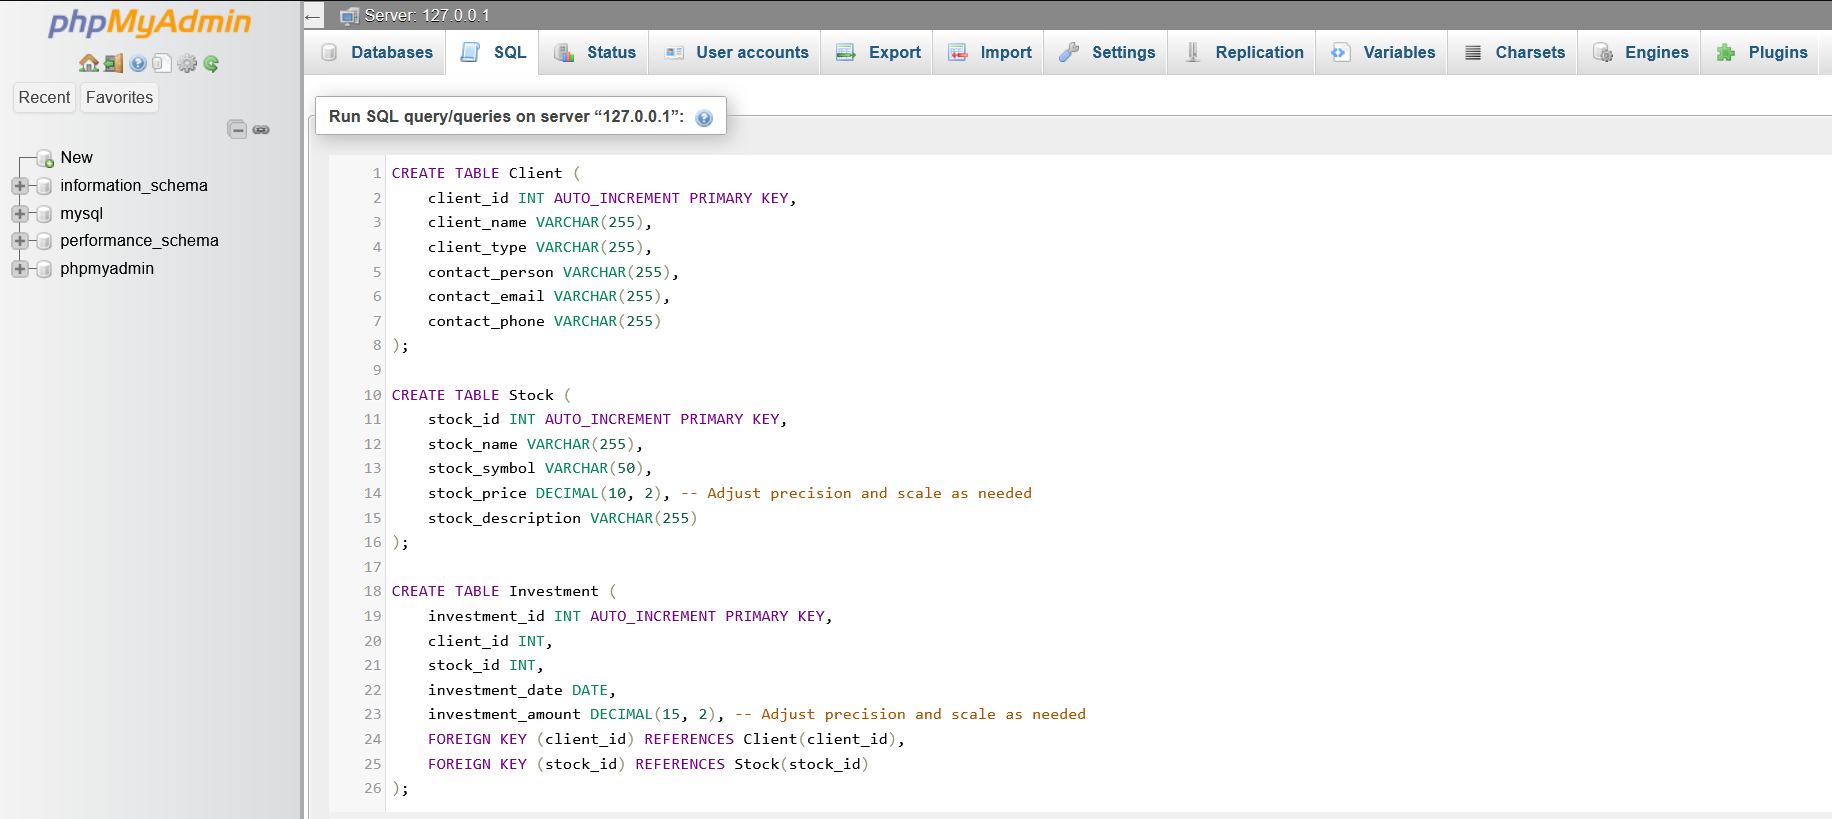 phpMyAdmin
Recent Favorites
New
information_schema
mysql
performance_schema
phpmyadmin
Server: 127.0.0.1
Databases SQL Status User accounts Export Import Settings Replication Variables Charsets Engines Plugins
Run SQL query/queries on server “127.0.0.1”:
1 CREATE TABLE Client (
2 client_id INT AUTO_INCREMENT PRIMARY KEY,
3 client_name VARCHAR(255),
4 client_type VARCHAR(255),
5 contact_person VARCHAR(255),
6 contact_email VARCHAR(255),
7 contact_phone VARCHAR(255)
8 );
9
10 CREATE TABLE Stock (
11 stock_id INT AUTO_INCREMENT PRIMARY KEY,
12 stock_name VARCHAR(255),
13 stock_symbol VARCHAR(50),
14 stock_price DECIMAL(10, 2), -- Adjust precision and scale as needed
15 stock_description VARCHAR(255)
16 );
17
18 CREATE TABLE Investment (
19 investment_id INT AUTO_INCREMENT PRIMARY KEY,
20 client_id INT,
21 stock_id INT,
22 investment_date DATE,
23 investment_amount DECIMAL(15, 2), -- Adjust precision and scale as needed
24 FOREIGN KEY (client_id) REFERENCES Client(client_id),
25 FOREIGN KEY (stock_id) REFERENCES Stock(stock_id)
26 );